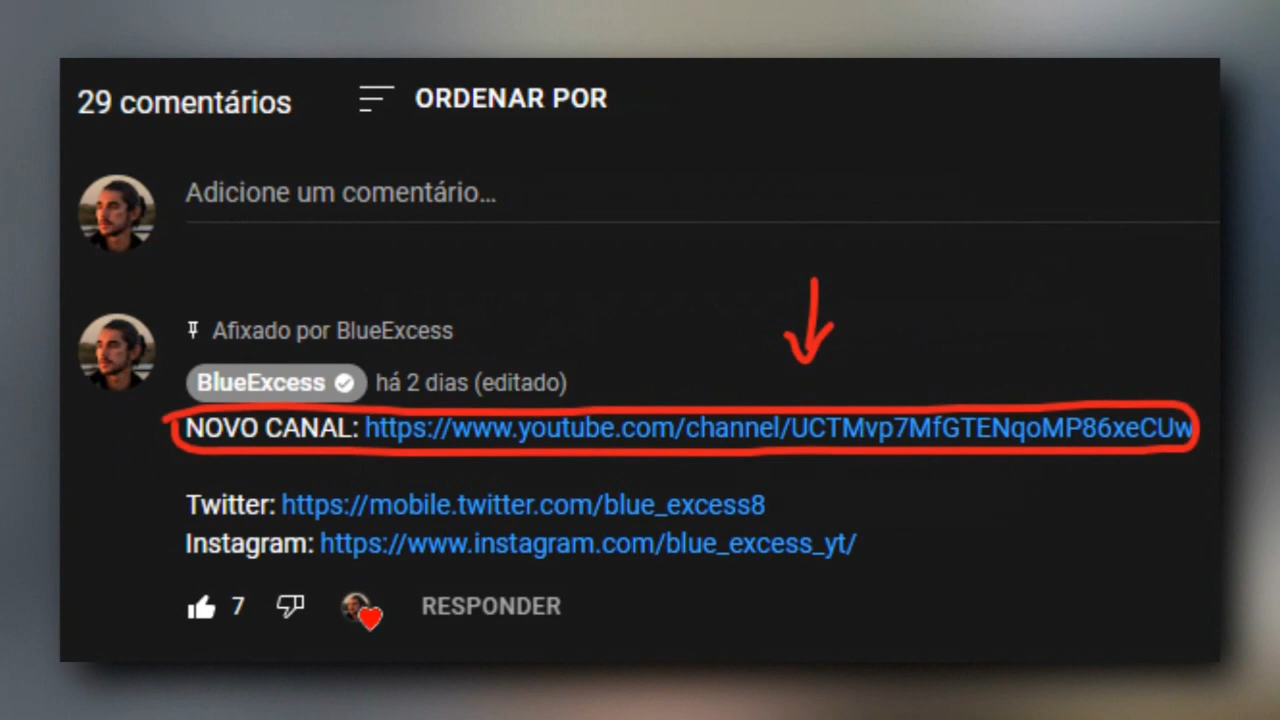 29 comentários
ORDENAR POR
Adicione um comentário...
Afixado por BlueExcess
BlueExcess há 2 dias (editado)
NOVO CANAL: https://www.youtube.com/channel/UCTMvp7MfGTENqoMP86xeCUw
Twitter: https://mobile.twitter.com/blue_excess8
Instagram: https://www.instagram.com/blue_excess_yt/
7
RESPONDER